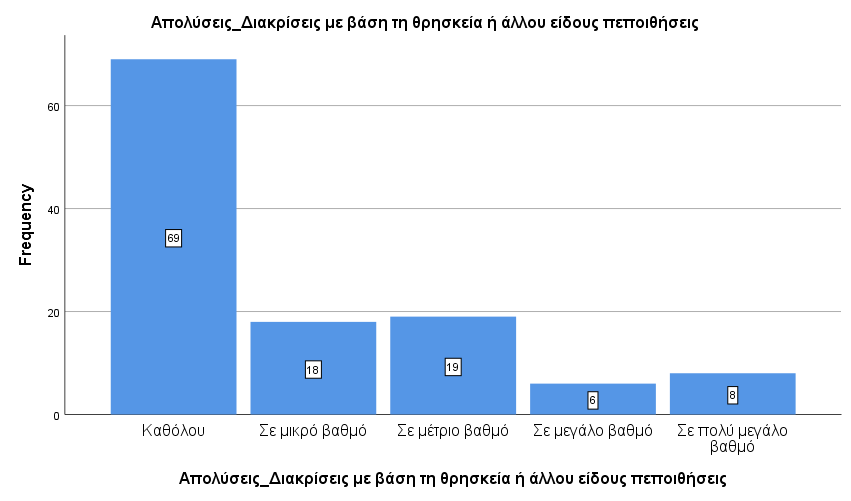 Απολύσεις_Διακρίσεις με βάση τη θρησκεία ή άλλου είδους πεποιθήσεις
Frequency
60
40
20
0
69
18
19
6
8
Καθόλου
Σε μικρό βαθμό
Σε μέτριο βαθμό
Σε μεγάλο βαθμό
Σε πολύ μεγάλο
βαθμό
Απολύσεις_Διακρίσεις με βάση τη θρησκεία ή άλλου είδους πεποιθήσεις